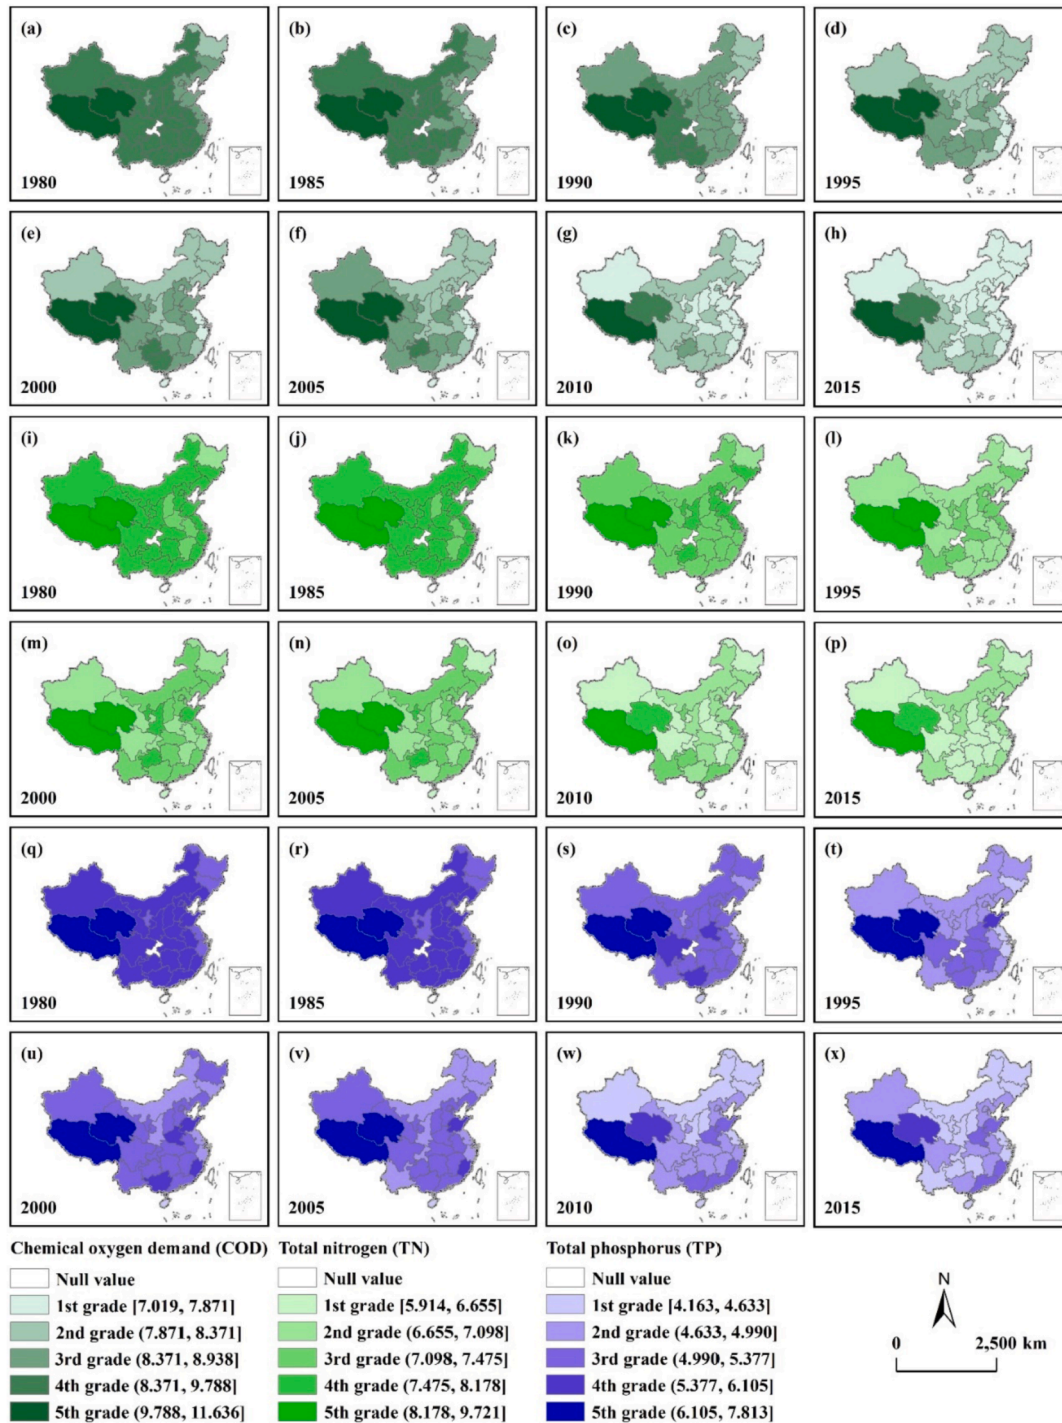 (a) (b) (c) (d)
1980 1985 1990 1995
(e) (f) (g) (h)
2000 2005 2010 2015
(i) (j) (k) (l)
1980 1985 1990 1995
(m) (n) (o) (p)
2000 2005 2010 2015
(q) (r) (s) (t)
1980 1985 1990 1995
(u) (v) (w) (x)
2000 2005 2010 2015
Chemical oxygen demand (COD)
Null value
1st grade [7.019, 7.871]
2nd grade (7.871, 8.371]
3rd grade (8.371, 8.938]
4th grade (8.371, 9.788]
5th grade (9.788, 11.636]
Total nitrogen (TN)
Null value
1st grade [5.914, 6.655]
2nd grade (6.655, 7.098]
3rd grade (7.098, 7.475]
4th grade (7.475, 8.178]
5th grade (8.178, 9.721]
Total phosphorus (TP)
Null value
1st grade [4.163, 4.633]
2nd grade (4.633, 4.990]
3rd grade (4.990, 5.377]
4th grade (5.377, 6.105]
5th grade (6.105, 7.813]
N
0 2,500 km